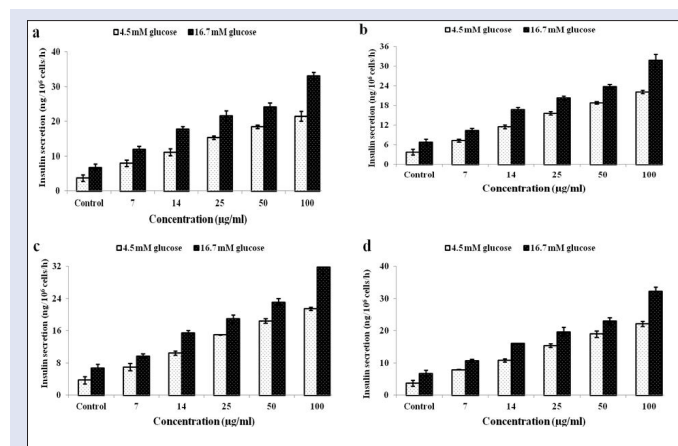 a
4.5 mM glucose 16.7 mM glucose
Insulin secretion (ng/10⁶ cells/h)
40
30
20
10
0
Control 7 14 25 50 100
Concentration (µg/ml)
b
4.5 mM glucose 16.7 mM glucose
Insulin secretion (ng/10⁶ cells/h)
36
30
24
18
12
6
0
Control 7 14 25 50 100
Concentration (µg/ml)
c
4.5 mM glucose 16.7 mM glucose
Insulin secretion (ng/10⁶ cells/h)
32
24
16
8
0
Control 7 14 25 50 100
Concentration (µg/ml)
d
4.5 mM glucose 16.7 mM glucose
Insulin secretion (ng/10⁶ cells/h)
40
30
20
10
0
Control 7 14 25 50 100
Concentration (µg/ml)